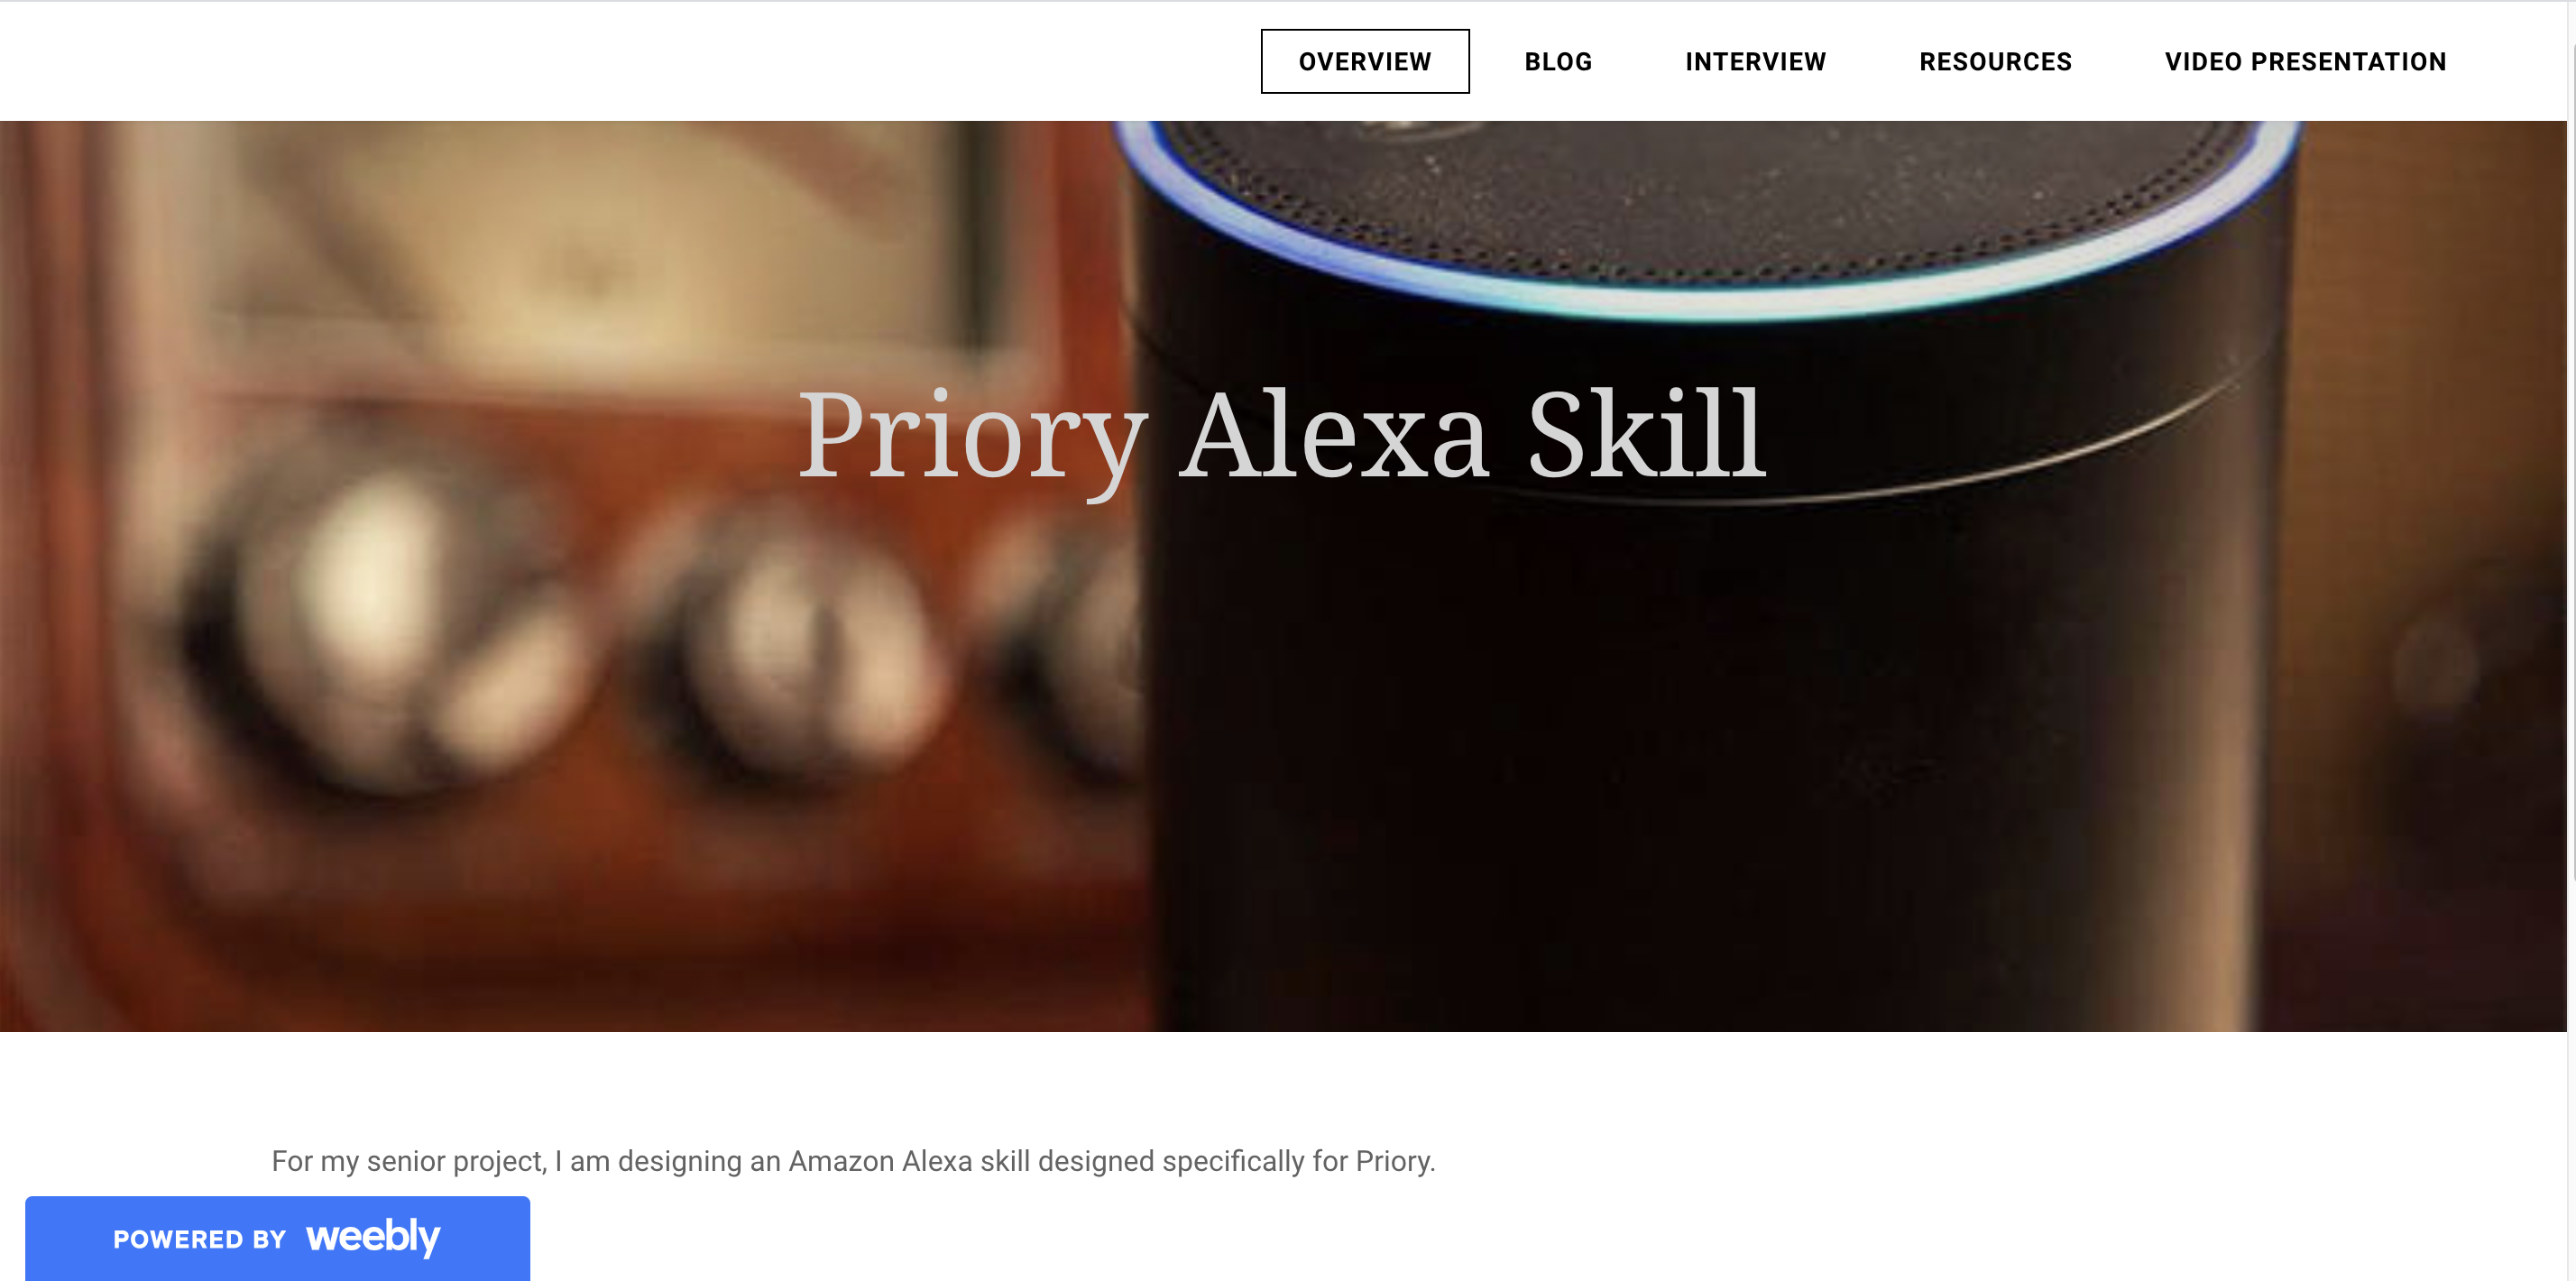 OVERVIEW BLOG INTERVIEW RESOURCES VIDEO PRESENTATION
Priory Alexa Skill
For my senior project, I am designing an Amazon Alexa skill designed specifically for Priory.
POWERED BY weebly